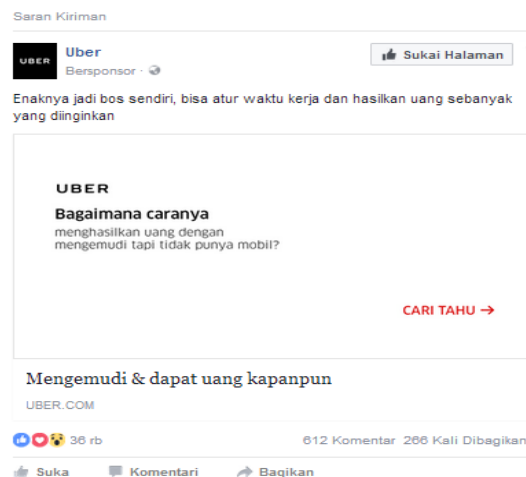 Saran Kiriman
UBER
Uber
Bersponsor ·
Sukai Halaman
Enaknya jadi bos sendiri, bisa atur waktu kerja dan hasilkan uang sebanyak
yang diinginkan
UBER
Bagaimana caranya
menghasilkan uang dengan
mengemudi tapi tidak punya mobil?
CARI TAHU →
Mengemudi & dapat uang kapanpun
UBER.COM
36 rb
612 Komentar 266 Kali Dibagikan
Suka Komentari Bagikan